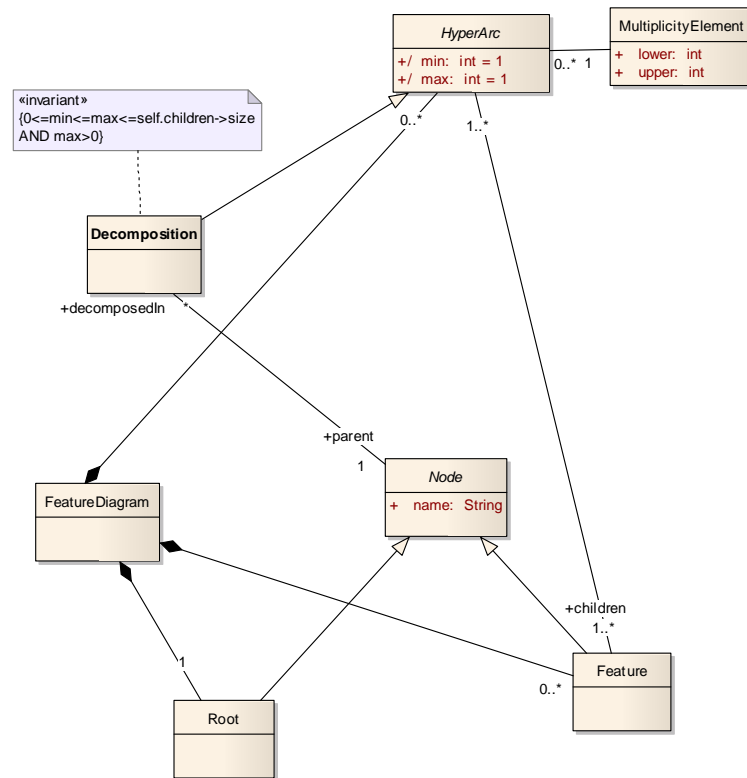 HyperArc
+/ min: int = 1
+/ max: int = 1
MultiplicityElement
+ lower: int
+ upper: int
0..* 1
«invariant»
{0<=min<=max<=self.children->size
AND max>0}
0..*
1..*
Decomposition
+decomposedIn
*
+parent
1
Node
+ name: String
FeatureDiagram
+children
1..*
1
Feature
0..*
Root